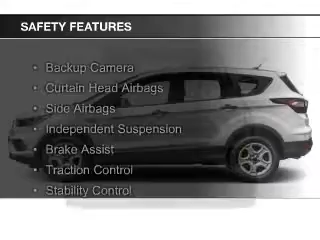 SAFETY FEATURES
• Backup Camera
• Curtain Head Airbags
• Side Airbags
• Independent Suspension
• Brake Assist
• Traction Control
• Stability Control